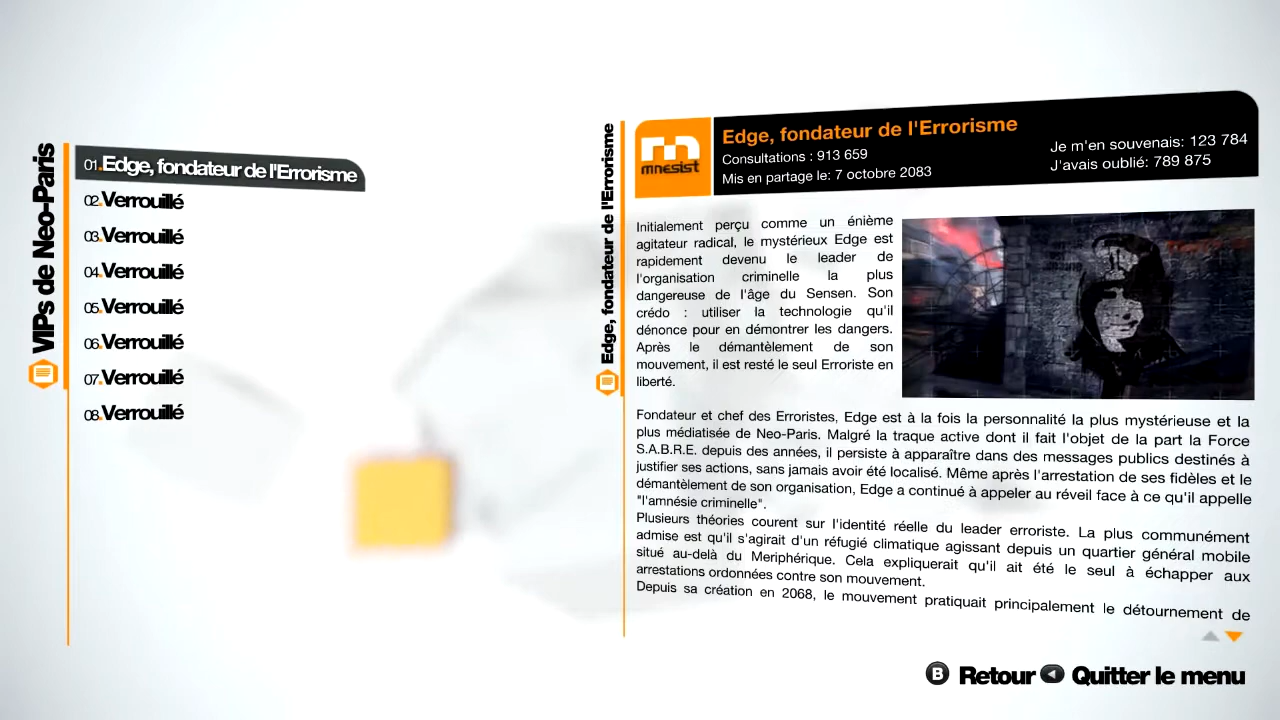 VIPs de Neo-Paris
01.Edge, fondateur de l'Errorisme
02.Verrouillé
03.Verrouillé
04.Verrouillé
05.Verrouillé
06.Verrouillé
07.Verrouillé
08.Verrouillé
Edge, fondateur de l'Errorisme
mnesist
Edge, fondateur de l'Errorisme
Consultations : 913 659
Mis en partage le: 7 octobre 2083
Je m'en souvenais: 123 784
J'avais oublié: 789 875
Initialement perçu comme un énième
agitateur radical, le mystérieux Edge est
rapidement devenu le leader de
l'organisation criminelle la plus
dangereuse de l'âge du Sensen. Son
crédo : utiliser la technologie qu'il
dénonce pour en démontrer les dangers.
Après le démantèlement de son
mouvement, il est resté le seul Erroriste en
liberté.
Fondateur et chef des Erroristes, Edge est à la fois la personnalité la plus mystérieuse et la
plus médiatisée de Neo-Paris. Malgré la traque active dont il fait l'objet de la part la Force
S.A.B.R.E. depuis des années, il persiste à apparaître dans des messages publics destinés à
justifier ses actions, sans jamais avoir été localisé. Même après l'arrestation de ses fidèles et le
démantèlement de son organisation, Edge a continué à appeler au réveil face à ce qu'il appelle
"l'amnésie criminelle".
Plusieurs théories courent sur l'identité réelle du leader erroriste. La plus communément
admise est qu'il s'agirait d'un réfugié climatique agissant depuis un quartier général mobile
situé au-delà du Meriphérique. Cela expliquerait qu'il ait été le seul à échapper aux
arrestations ordonnées contre son mouvement.
Depuis sa création en 2068, le mouvement pratiquait principalement le détournement de
B Retour Quitter le menu